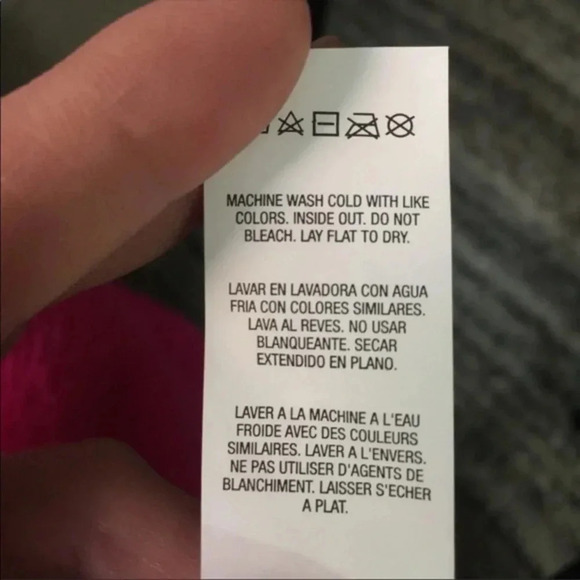 MACHINE WASH COLD WITH LIKE
COLORS. INSIDE OUT. DO NOT
BLEACH. LAY FLAT TO DRY.
LAVAR EN LAVADORA CON AGUA
FRIA CON COLORES SIMILARES.
LAVA AL REVES. NO USAR
BLANQUEANTE. SECAR
EXTENDIDO EN PLANO.
LAVER A LA MACHINE A L'EAU
FROIDE AVEC DES COULEURS
SIMILAIRES. LAVER A L'ENVERS.
NE PAS UTILISER D'AGENTS DE
BLANCHIMENT. LAISSER S'ECHER
A PLAT.